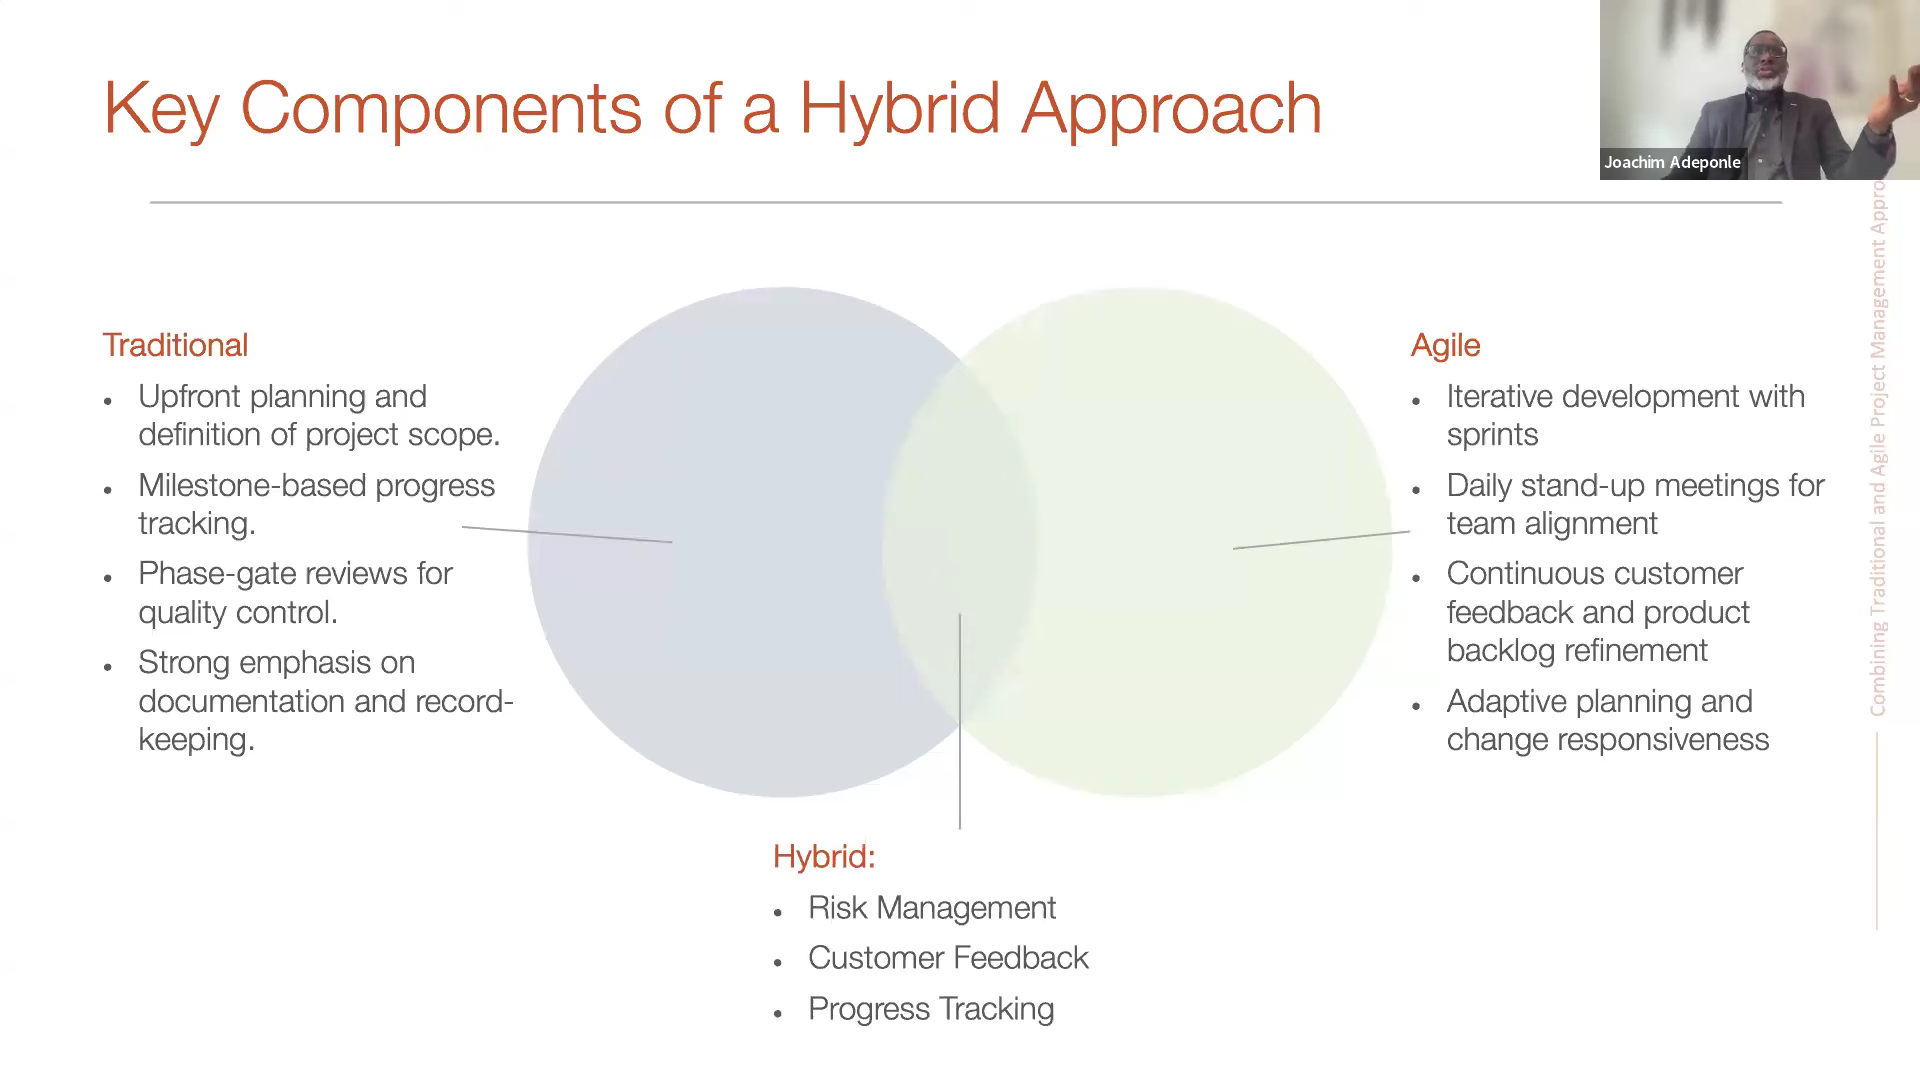 Key Components of a Hybrid Approach
Joachim Adeponle
Traditional
• Upfront planning and
definition of project scope.
• Milestone-based progress
tracking.
• Phase-gate reviews for
quality control.
• Strong emphasis on
documentation and record-
keeping.
Agile
• Iterative development with
sprints
• Daily stand-up meetings for
team alignment
• Continuous customer
feedback and product
backlog refinement
• Adaptive planning and
change responsiveness
Hybrid:
• Risk Management
• Customer Feedback
• Progress Tracking
Combining Traditional and Agile Project Management